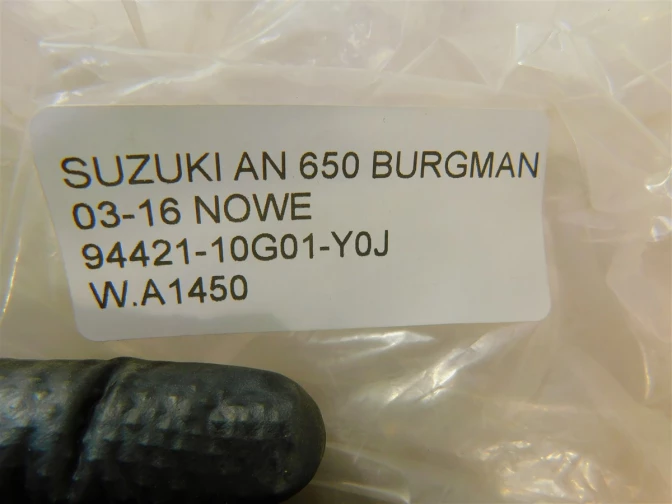 SUZUKI AN 650 BURGMAN
03-16 NOWE
94421-10G01-Y0J
W.A1450